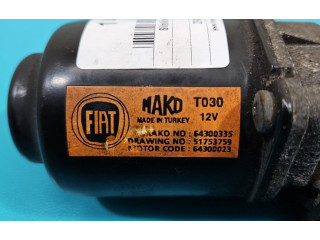 MAKO T030
MADE IN TURKEY 12V
FIAT
MAKO NO : 64300335
DRAWING NO : 51753759
MOTOR CODE : 64300023